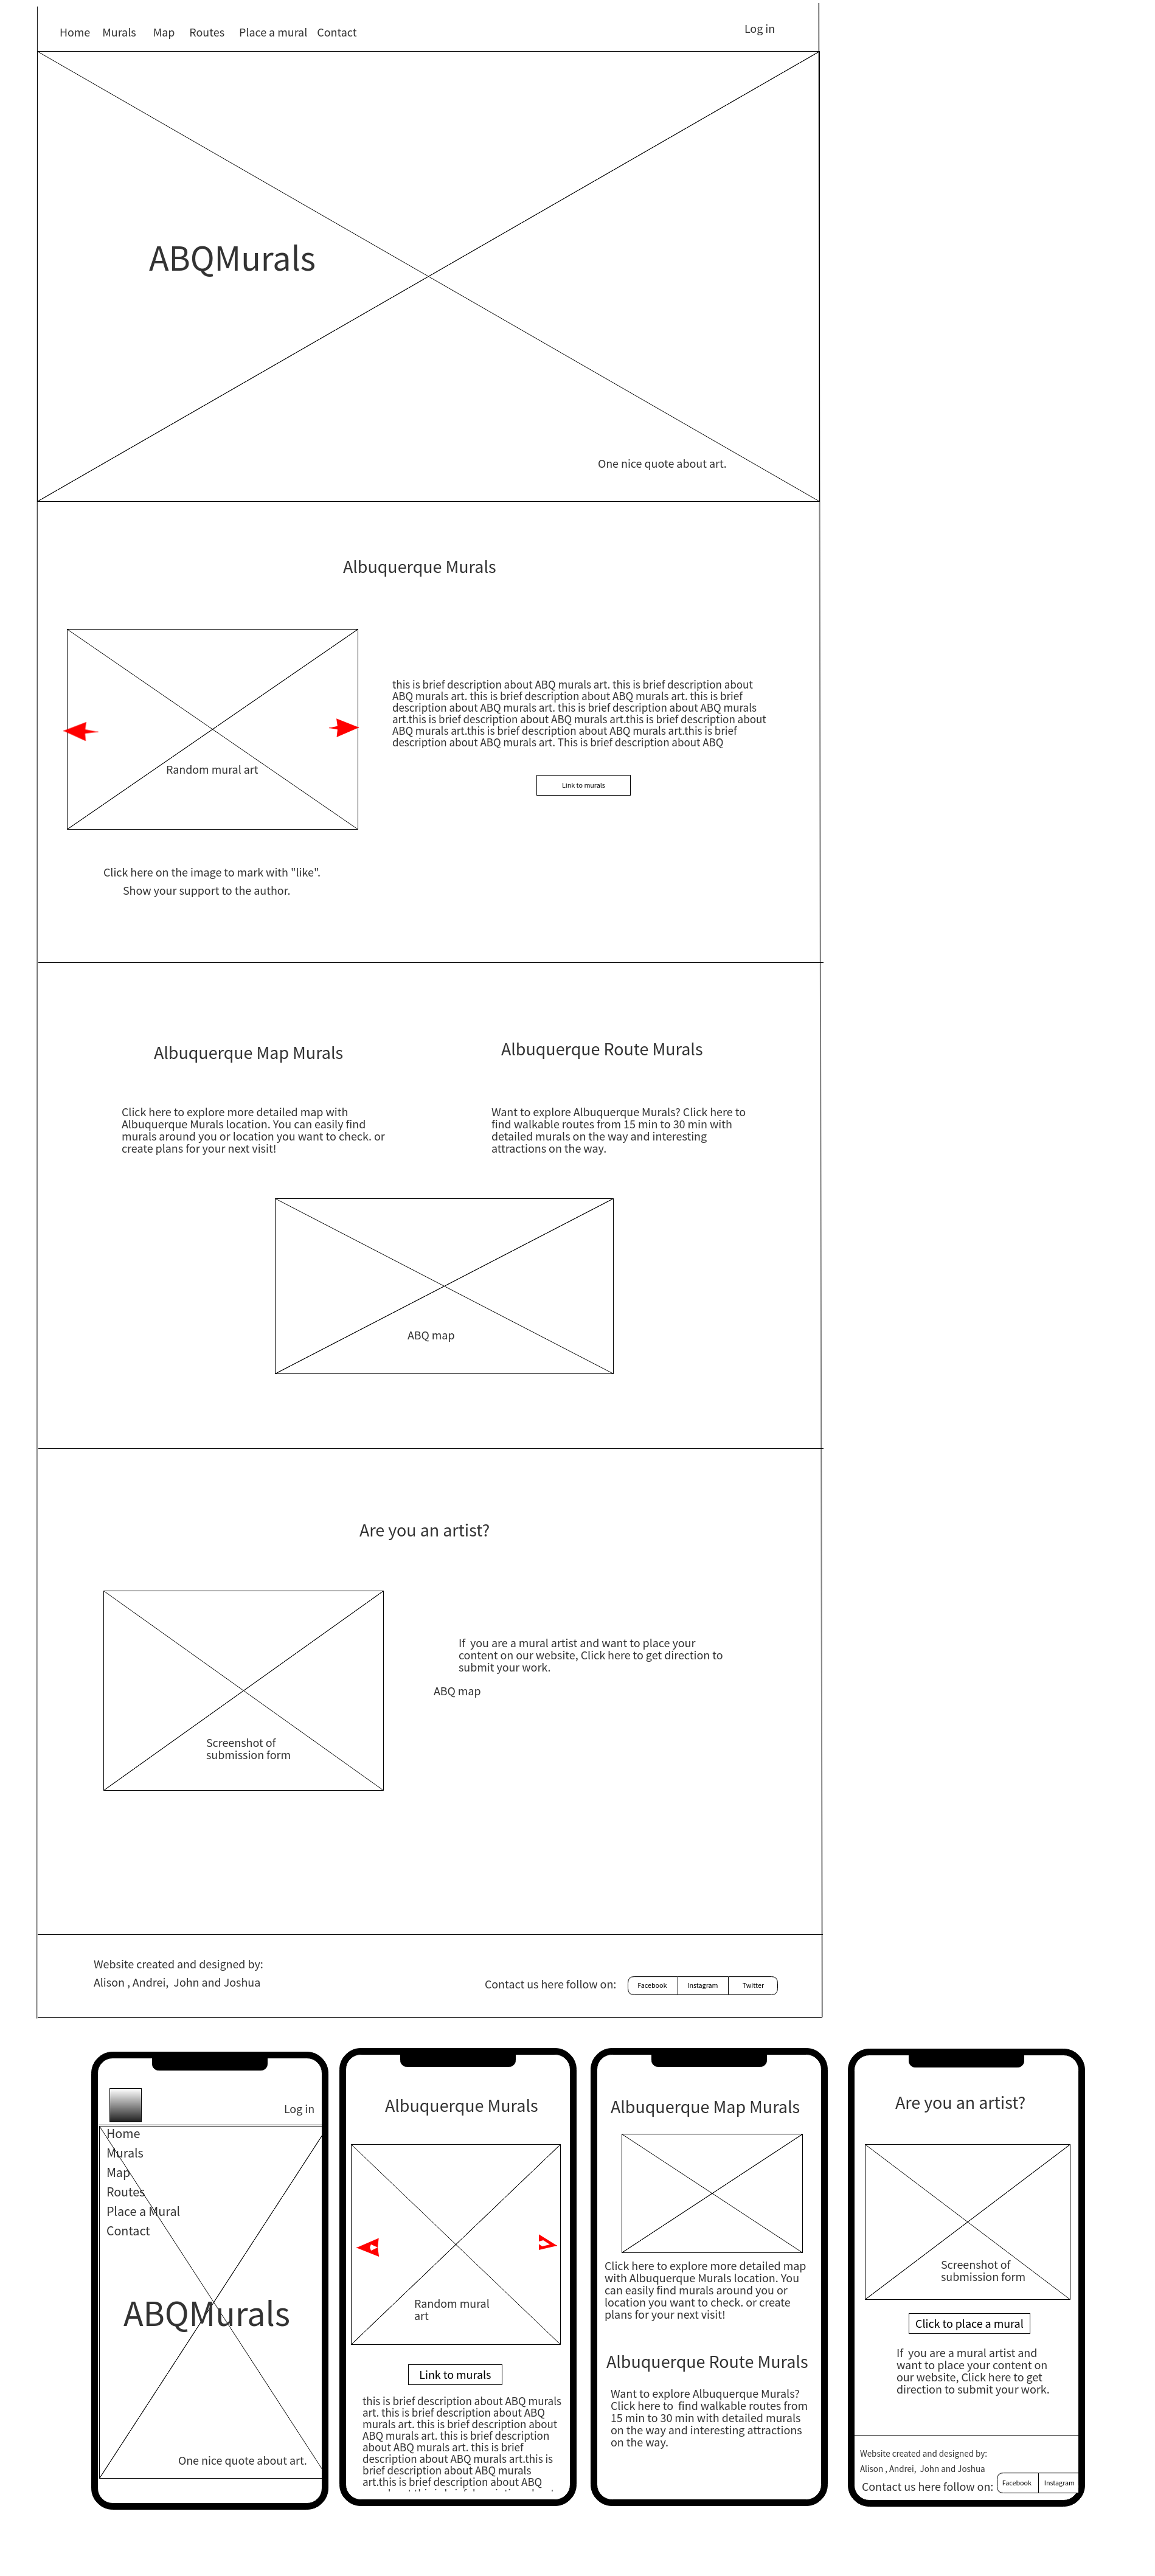 Home Murals Map Routes Place a mural Contact Log in
ABQMurals
One nice quote about art.
Albuquerque Murals
Random mural art
this is brief description about ABQ murals art. this is brief description about
ABQ murals art. this is brief description about ABQ murals art. this is brief
description about ABQ murals art. this is brief description about ABQ murals
art.this is brief description about ABQ murals art.this is brief description about
ABQ murals art.this is brief description about ABQ murals art.this is brief
description about ABQ murals art. This is brief description about ABQ
Link to murals
Click here on the image to mark with "like".
Show your support to the author.
Albuquerque Map Murals
Click here to explore more detailed map with
Albuquerque Murals location. You can easily find
murals around you or location you want to check. or
create plans for your next visit!
Albuquerque Route Murals
Want to explore Albuquerque Murals? Click here to
find walkable routes from 15 min to 30 min with
detailed murals on the way and interesting
attractions on the way.
ABQ map
Are you an artist?
Screenshot of
submission form
If you are a mural artist and want to place your
content on our website, Click here to get direction to
submit your work.
ABQ map
Website created and designed by:
Alison , Andrei, John and Joshua
Contact us here follow on:
Facebook Instagram Twitter
Log in
Home
Murals
Map
Routes
Place a Mural
Contact
ABQMurals
One nice quote about art.
Albuquerque Murals
Random mural
art
Link to murals
this is brief description about ABQ murals
art. this is brief description about ABQ
murals art. this is brief description about
ABQ murals art. this is brief description
about ABQ murals art. this is brief
description about ABQ murals art.this is
brief description about ABQ murals
art.this is brief description about ABQ
Albuquerque Map Murals
Click here to explore more detailed map
with Albuquerque Murals location. You
can easily find murals around you or
location you want to check. or create
plans for your next visit!
Albuquerque Route Murals
Want to explore Albuquerque Murals?
Click here to find walkable routes from
15 min to 30 min with detailed murals
on the way and interesting attractions
on the way.
Are you an artist?
Screenshot of
submission form
Click to place a mural
If you are a mural artist and
want to place your content on
our website, Click here to get
direction to submit your work.
Website created and designed by:
Alison , Andrei, John and Joshua
Contact us here follow on:
Facebook Instagram